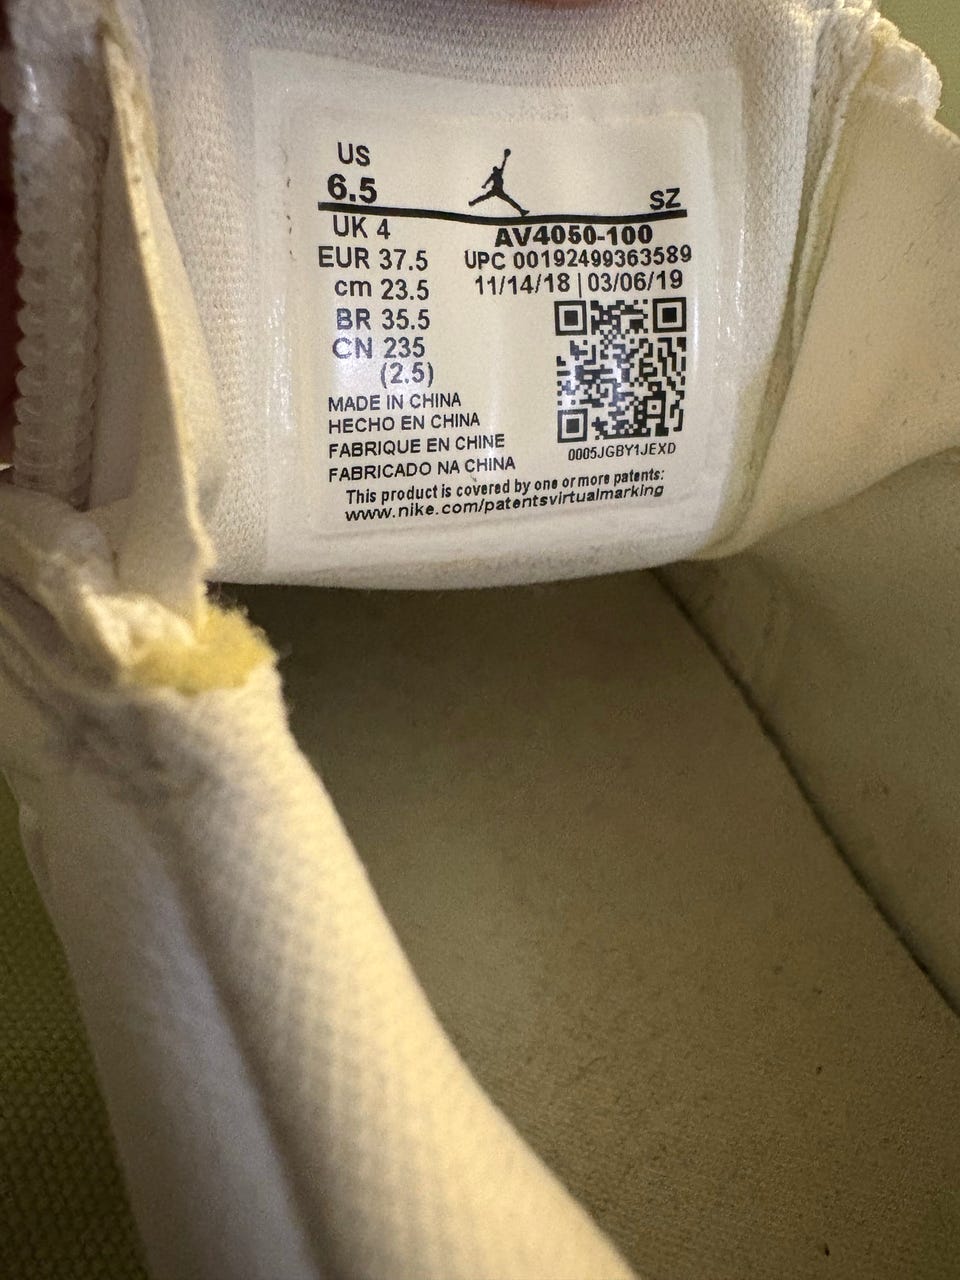 US
6.5
SZ
UK 4
AV4050-100
EUR 37.5
UPC 00192499363589
cm 23.5
11/14/18 | 03/06/19
BR 35.5
CN 235
(2.5)
MADE IN CHINA
HECHO EN CHINA
FABRIQUE EN CHINE
FABRICADO NA CHINA
0005JGBY1JEXD
This product is covered by one or more patents:
www.nike.com/patentsvirtualmarking